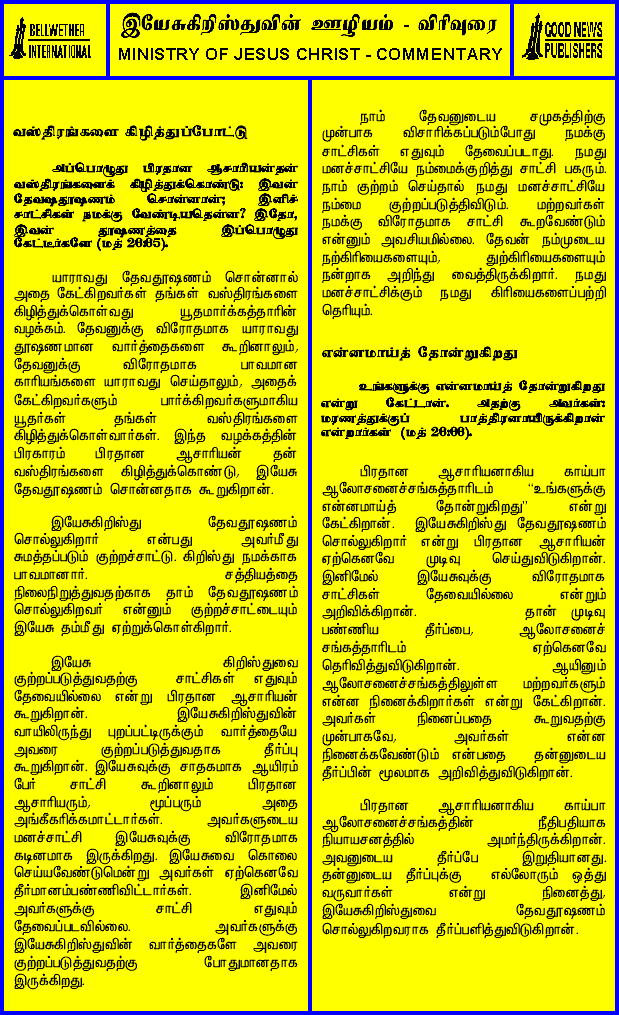 BELLWETHER
INTERNATIONAL
இயேசுகிறிஸ்துவின் ஊழியம் - விரிவுரை
MINISTRY OF JESUS CHRIST - COMMENTARY
GOOD NEWS
PUBLISHERS
வஸ்திரங்களை கிழித்துப்போட்டு
அப்பொழுது பிரதான ஆசாரியன்தன்
வஸ்திரங்களைக் கிழித்துக்கொண்டு: இவன்
தேவஷதூஷணம் சொன்னான்; இனிச்
சாட்சிகள் நமக்கு வேண்டியதென்ன? இதோ,
இவன் தூஷணத்தை இப்பொழுது
கேட்டீர்களே (மத் 26:65).
யாராவது தேவதூஷணம் சொன்னால்
அதை கேட்கிறவர்கள் தங்கள் வஸ்திரங்களை
கிழித்துக்கொள்வது யூதமார்க்கத்தாரின்
வழக்கம். தேவனுக்கு விரோதமாக யாராவது
தூஷணமான வார்த்தைகளை கூறினாலும்,
தேவனுக்கு விரோதமாக பாவமான
காரியங்களை யாராவது செய்தாலும், அதைக்
கேட்கிறவர்களும் பார்க்கிறவர்களுமாகிய
யூதர்கள் தங்கள் வஸ்திரங்களை
கிழித்துக்கொள்வார்கள். இந்த வழக்கத்தின்
பிரகாரம் பிரதான ஆசாரியன் தன்
வஸ்திரங்களை கிழித்துக்கொண்டு, இயேசு
தேவதூஷணம் சொன்னதாக கூறுகிறான்.
இயேசுகிறிஸ்து தேவதூஷணம்
சொல்லுகிறார் என்பது அவர்மீது
சுமத்தப்படும் குற்றச்சாட்டு. கிறிஸ்து நமக்காக
பாவமானார். சத்தியத்தை
நிலைநிறுத்துவதற்காக தாம் தேவதூஷணம்
சொல்லுகிறவர் என்னும் குற்றச்சாட்டையும்
இயேசு தம்மீது ஏற்றுக்கொள்கிறார்.
இயேசு கிறிஸ்துவை
குற்றப்படுத்துவதற்கு சாட்சிகள் எதுவும்
தேவையில்லை என்று பிரதான ஆசாரியன்
கூறுகிறான். இயேசுகிறிஸ்துவின்
வாயிலிருந்து புறப்பட்டிருக்கும் வார்த்தையே
அவரை குற்றப்படுத்துவதாக தீர்ப்பு
கூறுகிறான். இயேசுவுக்கு சாதகமாக ஆயிரம்
பேர் சாட்சி கூறினாலும் பிரதான
ஆசாரியரும், மூப்பரும் அதை
அங்கீகரிக்கமாட்டார்கள். அவர்களுடைய
மனச்சாட்சி இயேசுவுக்கு விரோதமாக
கடினமாக இருக்கிறது. இயேசுவை கொலை
செய்யவேண்டுமென்று அவர்கள் ஏற்கெனவே
தீர்மானம்பண்ணிவிட்டார்கள். இனிமேல்
அவர்களுக்கு சாட்சி எதுவும்
தேவைப்படவில்லை. அவர்களுக்கு
இயேசுகிறிஸ்துவின் வார்த்தைகளே அவரை
குற்றப்படுத்துவதற்கு போதுமானதாக
இருக்கிறது.
நாம் தேவனுடைய சமுகத்திற்கு
முன்பாக விசாரிக்கப்படும்போது நமக்கு
சாட்சிகள் எதுவும் தேவைப்படாது. நமது
மனச்சாட்சியே நம்மைக்குறித்து சாட்சி பகரும்.
நாம் குற்றம் செய்தால் நமது மனச்சாட்சியே
நம்மை குற்றப்படுத்திவிடும். மற்றவர்கள்
நமக்கு விரோதமாக சாட்சி கூறவேண்டும்
என்னும் அவசியமில்லை. தேவன் நம்முடைய
நற்கிரியைகளையும், துற்கிரியைகளையும்
நன்றாக அறிந்து வைத்திருக்கிறார். நமது
மனச்சாட்சிக்கும் நமது கிரியைகளைப்பற்றி
தெரியும்.
என்னமாய்த் தோன்றுகிறது
உங்களுக்கு என்னமாய்த் தோன்றுகிறது
என்று கேட்டான். அதற்கு அவர்கள்:
மரணத்துக்குப் பாத்திரனாயிருக்கிறான்
என்றார்கள் (மத் 26:66).
பிரதான ஆசாரியனாகிய காய்பா
ஆலோசனைச்சங்கத்தாரிடம் “உங்களுக்கு
என்னமாய்த் தோன்றுகிறது” என்று
கேட்கிறான். இயேசுகிறிஸ்து தேவதூஷணம்
சொல்லுகிறார் என்று பிரதான ஆசாரியன்
ஏற்கெனவே முடிவு செய்துவிடுகிறான்.
இனிமேல் இயேசுவுக்கு விரோதமாக
சாட்சிகள் தேவையில்லை என்றும்
அறிவிக்கிறான். தான் முடிவு
பண்ணிய தீர்ப்பை, ஆலோசனைச்
சங்கத்தாரிடம் ஏற்கெனவே
தெரிவித்துவிடுகிறான். ஆயினும்
ஆலோசனைச்சங்கத்திலுள்ள மற்றவர்களும்
என்ன நினைக்கிறார்கள் என்று கேட்கிறான்.
அவர்கள் நினைப்பதை கூறுவதற்கு
முன்பாகவே, அவர்கள் என்ன
நினைக்கவேண்டும் என்பதை தன்னுடைய
தீர்ப்பின் மூலமாக அறிவித்துவிடுகிறான்.
பிரதான ஆசாரியனாகிய காய்பா
ஆலோசனைச்சங்கத்தின் நீதிபதியாக
நியாயசனத்தில் அமர்ந்திருக்கிறான்.
அவனுடைய தீர்ப்பே இறுதியானது.
தன்னுடைய தீர்ப்புக்கு எல்லோரும் ஒத்து
வருவார்கள் என்று நினைத்து,
இயேசுகிறிஸ்துவை தேவதூஷணம்
சொல்லுகிறவராக தீர்ப்பளித்துவிடுகிறான்.